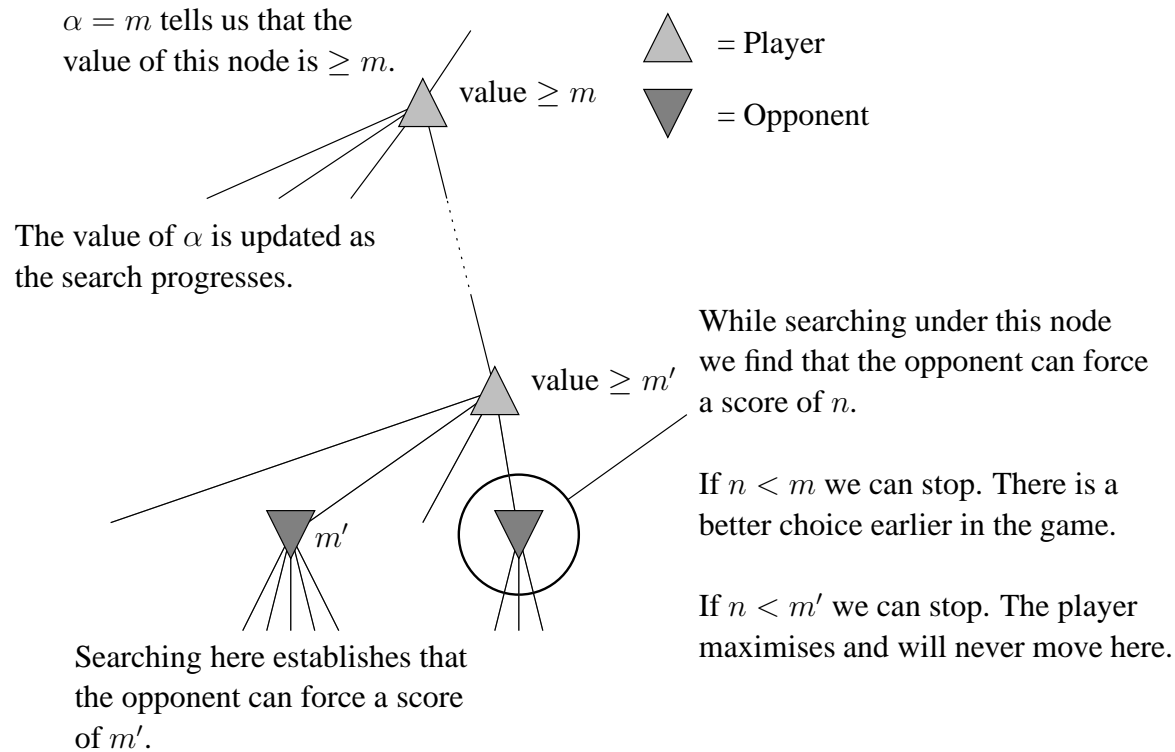 α = m tells us that the
value of this node is ≥ m.
value ≥ m
= Player
= Opponent
The value of α is updated as
the search progresses.
value ≥ m′
While searching under this node
we find that the opponent can force
a score of n.
If n < m we can stop. There is a
better choice earlier in the game.
If n < m′ we can stop. The player
maximises and will never move here.
m′
Searching here establishes that
the opponent can force a score
of m′.